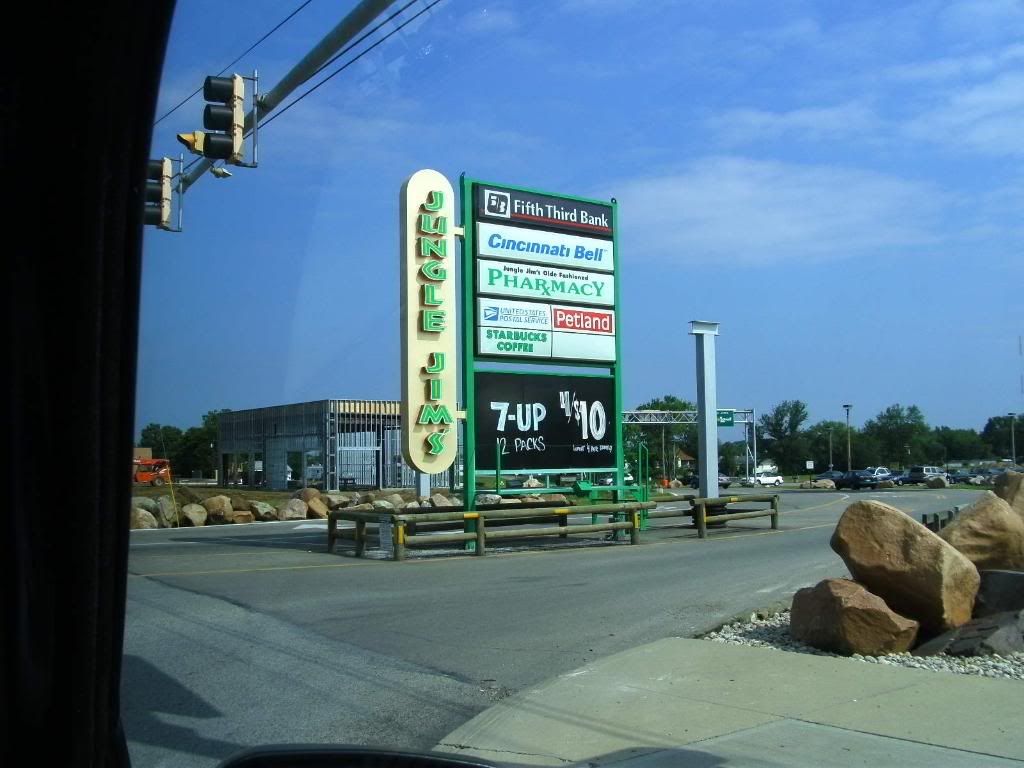 JUNGLE JIM'S
Fifth Third Bank
Cincinnati Bell
Jungle Jim's Olde Fashioned
PHARMACY
UNITED STATES
POSTAL SERVICE
Petland
STARBUCKS
COFFEE
7-UP 4/$10
12 PACKS